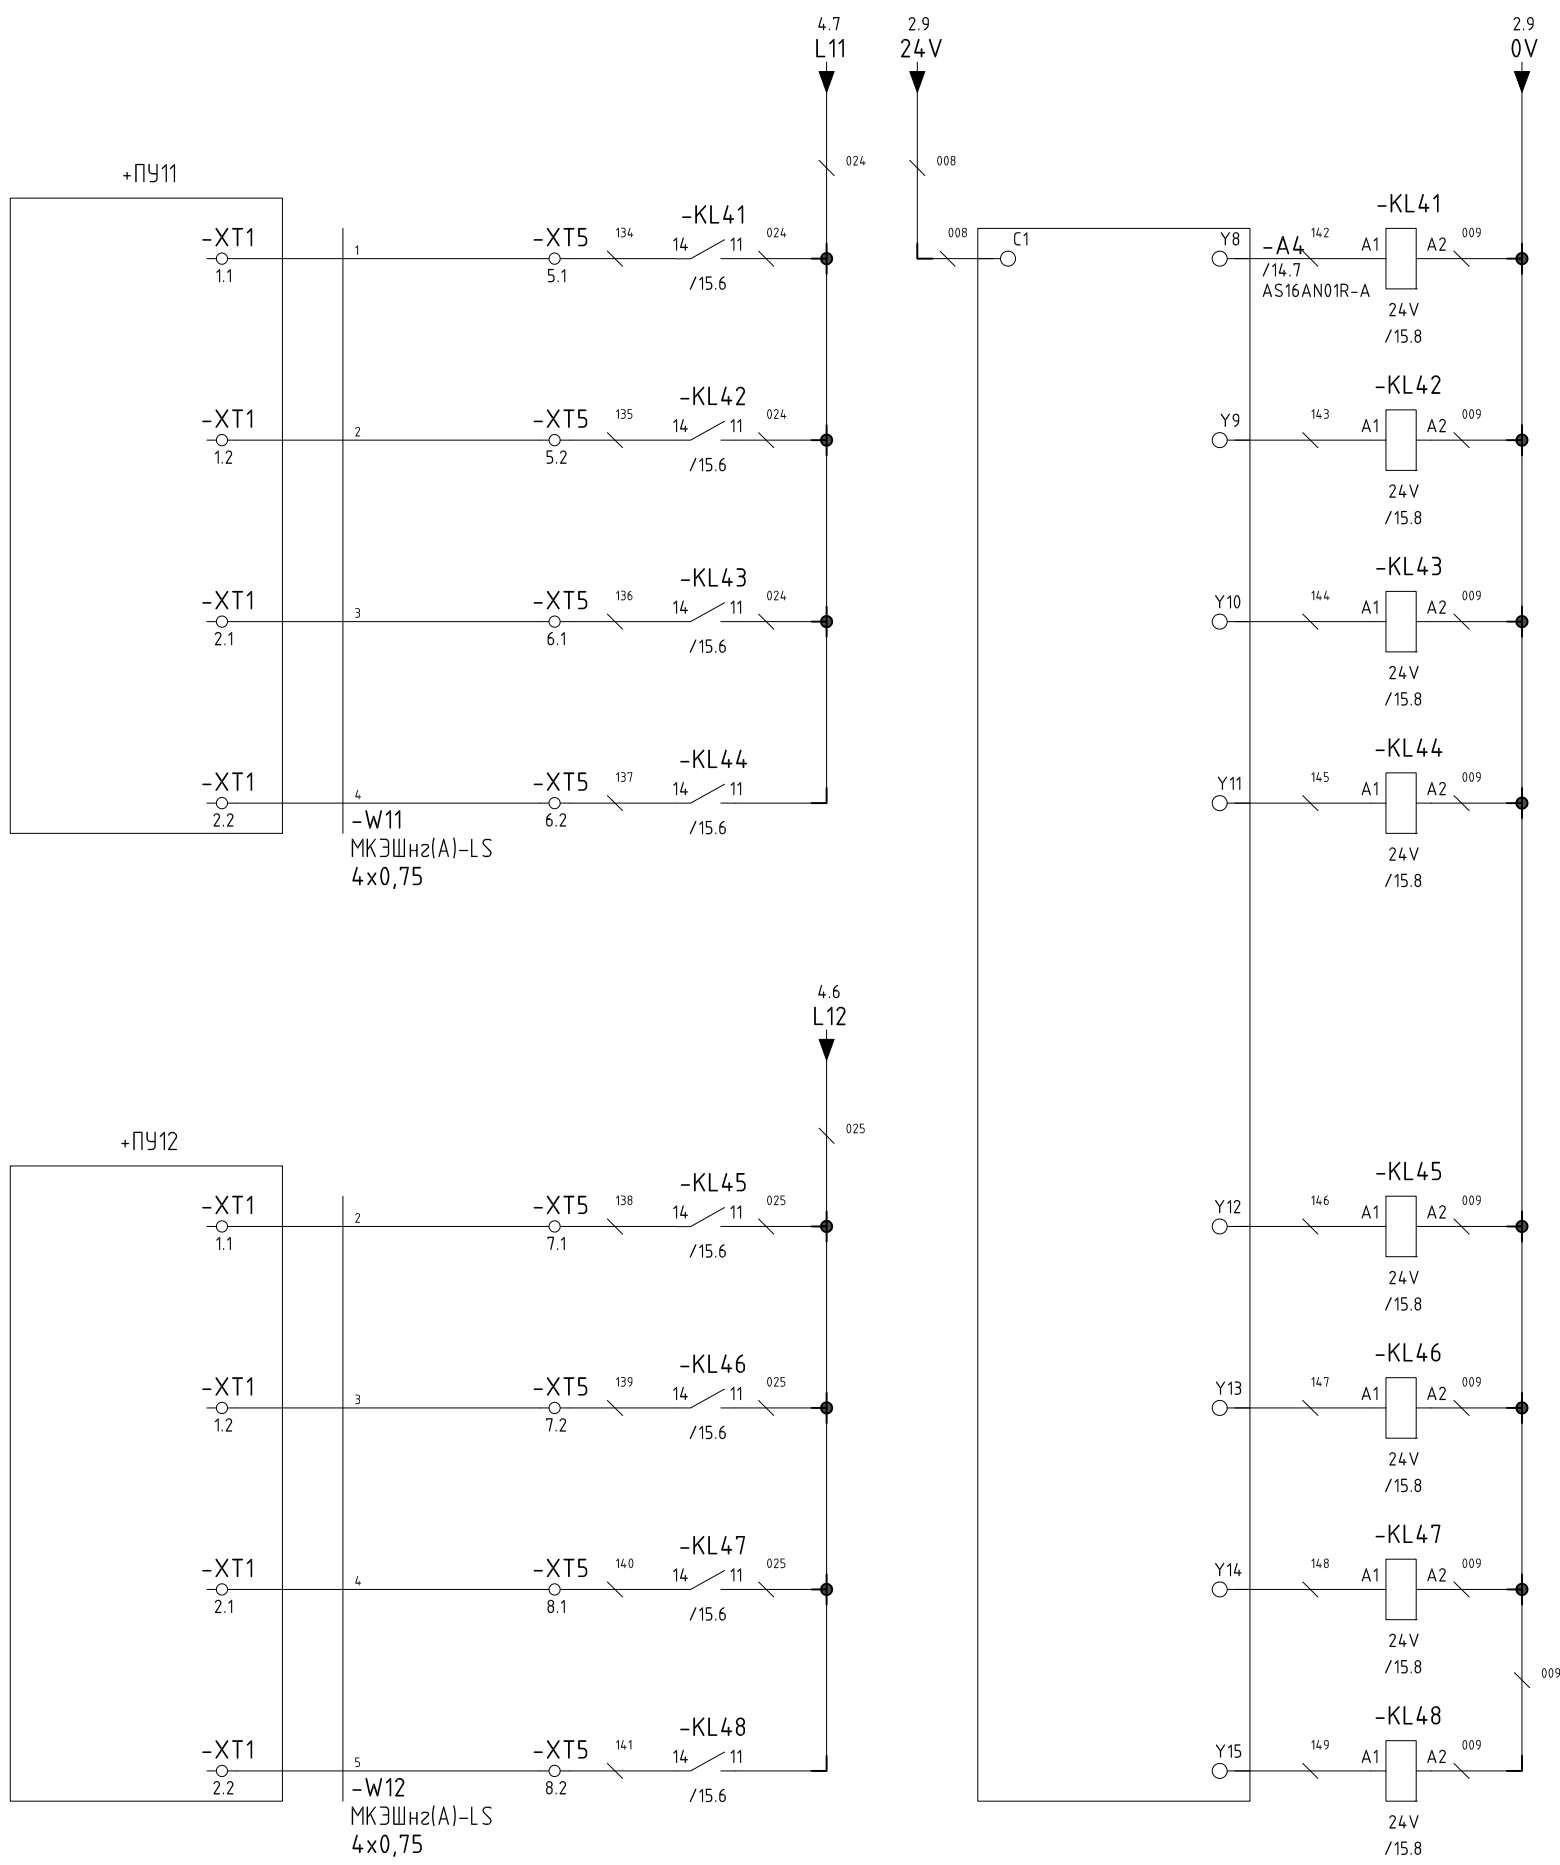 4.7
L11
2.9
24V
2.9
0V
024
008
+ПУ11
-XT1
1.1
1
-XT5
5.1
134
-KL41
14 11
/15.6
024
008
C1
Y8
-A4
/14.7
AS16AN01R-A
142
-KL41
A1 A2
24V
/15.8
009
-XT1
1.2
2
-XT5
5.2
135
-KL42
14 11
/15.6
024
Y9
143
-KL42
A1 A2
24V
/15.8
009
-XT1
2.1
3
-XT5
6.1
136
-KL43
14 11
/15.6
024
Y10
144
-KL43
A1 A2
24V
/15.8
009
-XT1
2.2
4
-XT5
6.2
137
-KL44
14 11
/15.6
Y11
145
-KL44
A1 A2
24V
/15.8
009
-W11
МКЭШнг(А)-LS
4x0,75
4.6
L12
025
+ПУ12
-XT1
1.1
2
-XT5
7.1
138
-KL45
14 11
/15.6
025
Y12
146
-KL45
A1 A2
24V
/15.8
009
-XT1
1.2
3
-XT5
7.2
139
-KL46
14 11
/15.6
025
Y13
147
-KL46
A1 A2
24V
/15.8
009
-XT1
2.1
4
-XT5
8.1
140
-KL47
14 11
/15.6
025
Y14
148
-KL47
A1 A2
24V
/15.8
009
009
-XT1
2.2
5
-XT5
8.2
141
-KL48
14 11
/15.6
Y15
149
-KL48
A1 A2
24V
/15.8
009
-W12
МКЭШнг(А)-LS
4x0,75